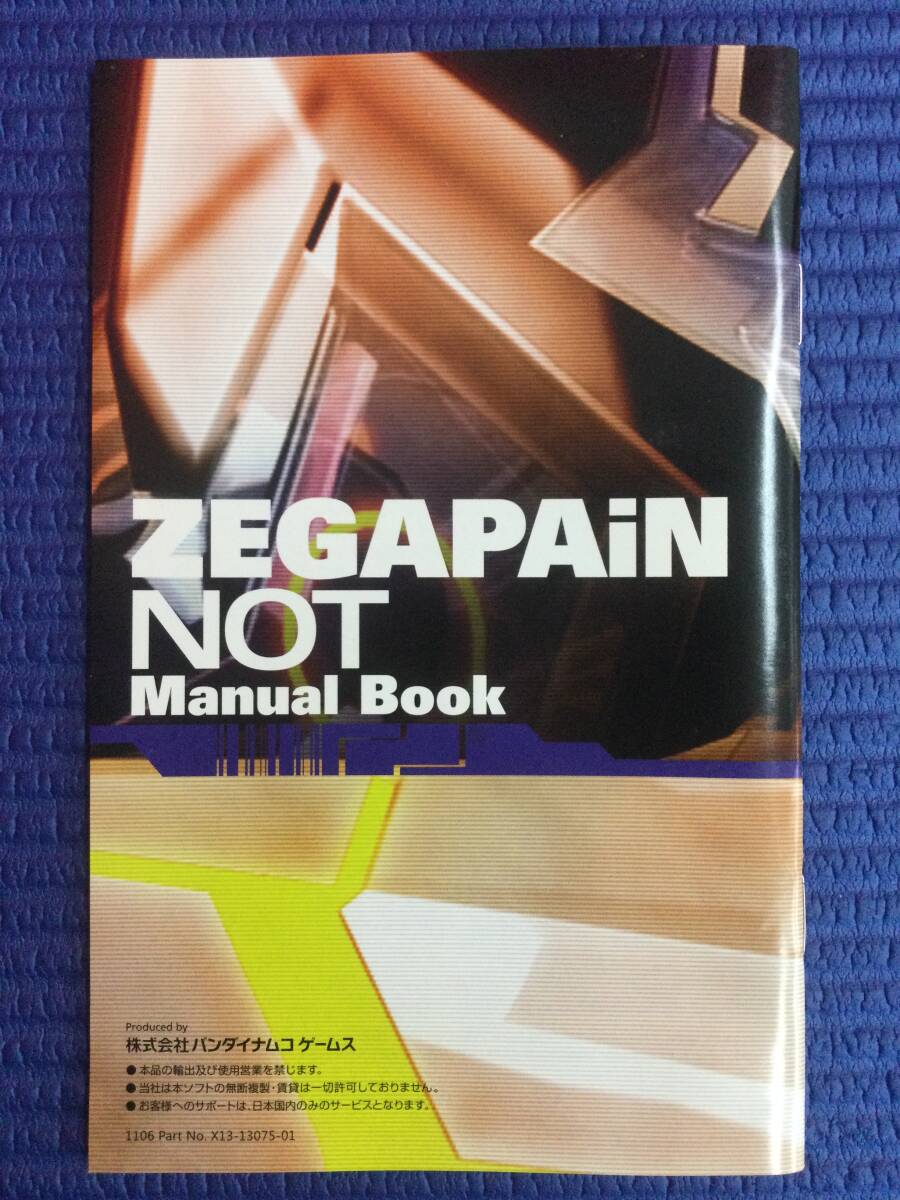 ZEGAPAiN
NOT
Manual Book
Produced by
株式会社 バンダイナムコ ゲームス
● 本品の輸出及び使用営業を禁じます。
● 当社は本ソフトの無断複製・賃貸は一切許可しておりません。
● お客様へのサポートは、日本国内のみのサービスとなります。
1106 Part No. X13-13075-01